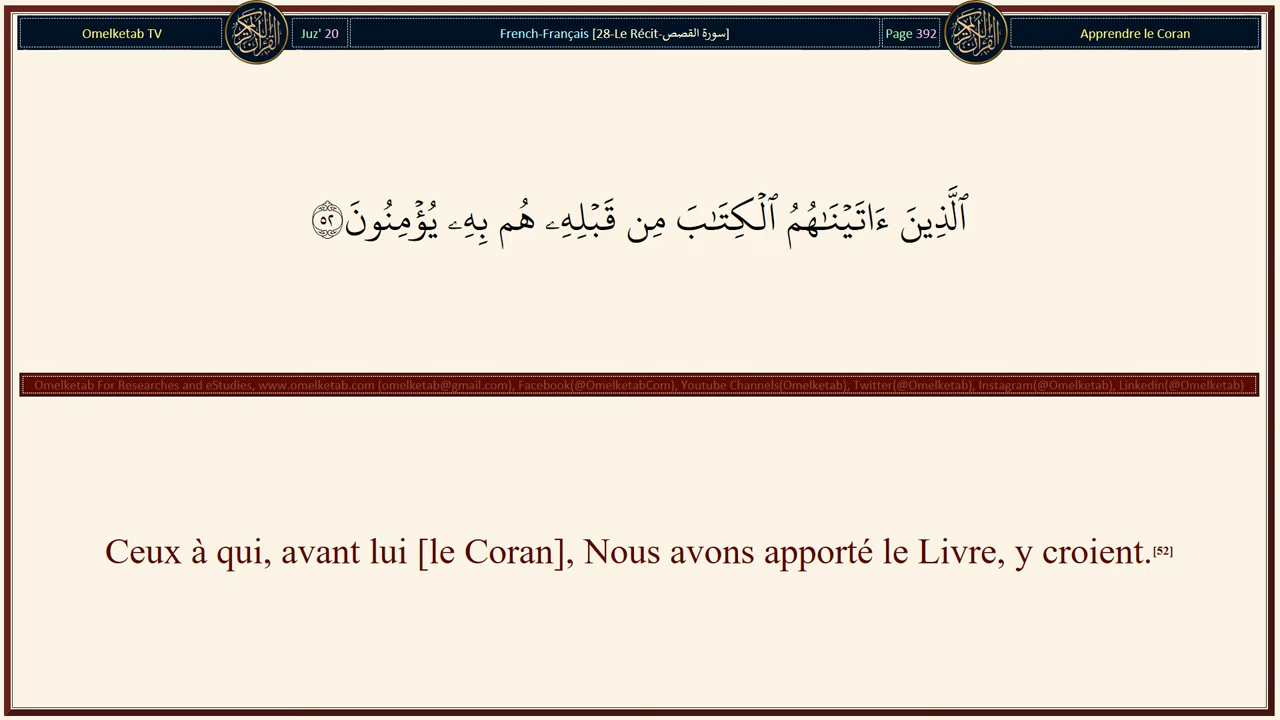 Omelketab TV
Juz' 20
French-Français [28-Le Récit-سورة القصص]
Page 392
Apprendre le Coran
ٱلَّذِينَ ءَاتَيۡنَٰهُمُ ٱلۡكِتَٰبَ مِن قَبۡلِهِۦ هُم بِهِۦ يُؤۡمِنُونَ ٥٢
Omelketab For Researches and eStudies, www.omelketab.com (omelketab@gmail.com), Facebook(@OmelketabCom), Youtube Channels(Omelketab), Twitter(@Omelketab), Instagram(@Omelketab), Linkedin(@Omelketab)
Ceux à qui, avant lui [le Coran], Nous avons apporté le Livre, y croient.[52]